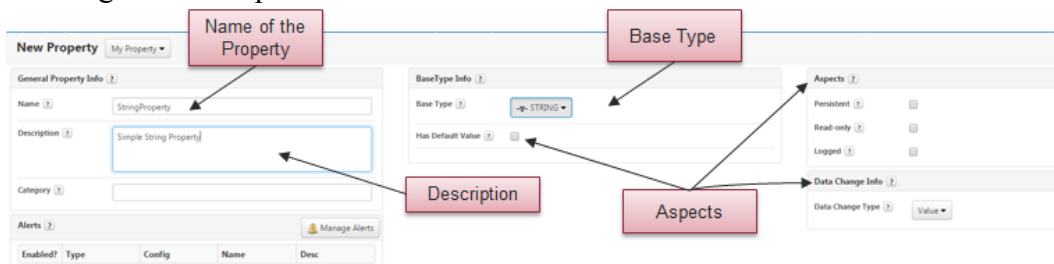 Name of the
Property
Base Type
New Property My Property
General Property Info ?
BaseType Info ?
Aspects ?
Name ? StringProperty
Base Type ? STRING
Persistent ?
Description ? Simple String Property
Has Default Value ?
Read-only ?
Logged ?
Category ?
Description
Aspects
Data Change Info ?
Data Change Type ? Value
Alerts ? Manage Alerts
Enabled? Type Config Name Desc